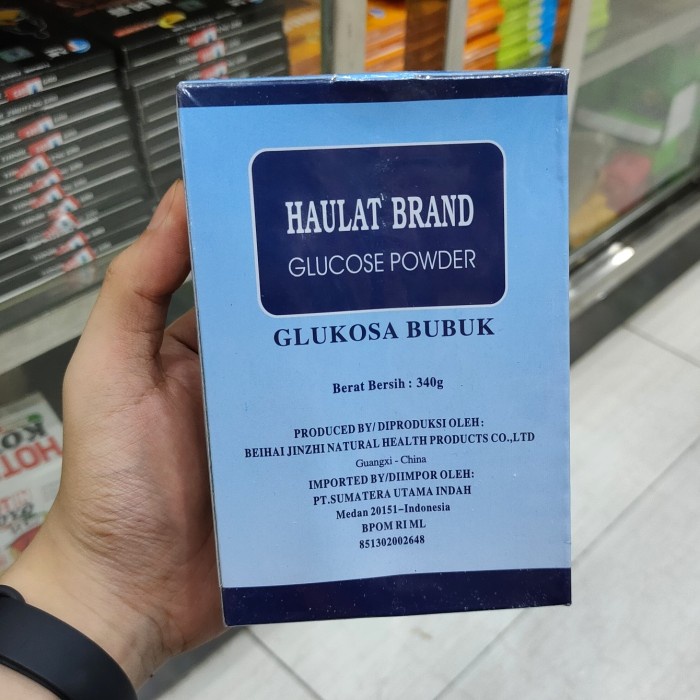 HAULAT BRAND
GLUCOSE POWDER
GLUKOSA BUBUK
Berat Bersih : 340g
PRODUCED BY/ DIPRODUKSI OLEH :
BEIHAI JINZHI NATURAL HEALTH PRODUCTS CO.,LTD
Guangxi - China
IMPORTED BY/DIIMPOR OLEH:
PT.SUMATERA UTAMA INDAH
Medan 20151-Indonesia
BPOM RI ML
851302002648